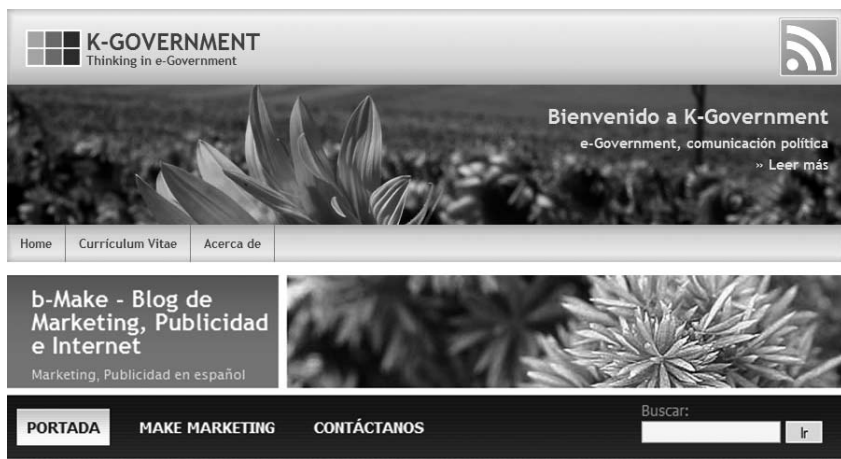 K-GOVERNMENT
Thinking in e-Government
Bienvenido a K-Government
e-Government, comunicación política
» Leer más
Home Currículum Vitae Acerca de
b-Make - Blog de
Marketing, Publicidad
e Internet
Marketing, Publicidad en español
Buscar:
PORTADA MAKE MARKETING CONTÁCTANOS Ir